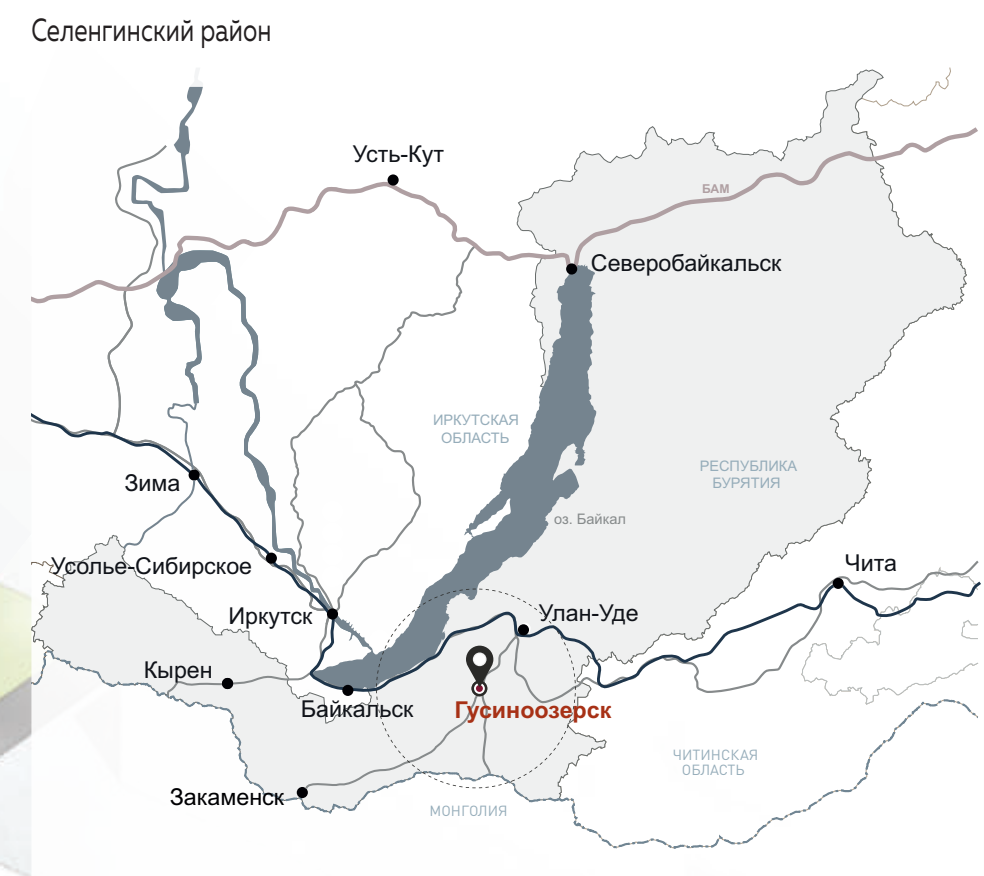 Селенгинский район
Усть-Кут
БАМ
Северобайкальск
ИРКУТСКАЯ
ОБЛАСТЬ
РЕСПУБЛИКА
БУРЯТИЯ
Зима
оз. Байкал
Усолье-Сибирское
Чита
Иркутск
Улан-Уде
Кырен
Байкальск
Гусиноозерск
ЧИТИНСКАЯ
ОБЛАСТЬ
Закаменск
МОНГОЛИЯ